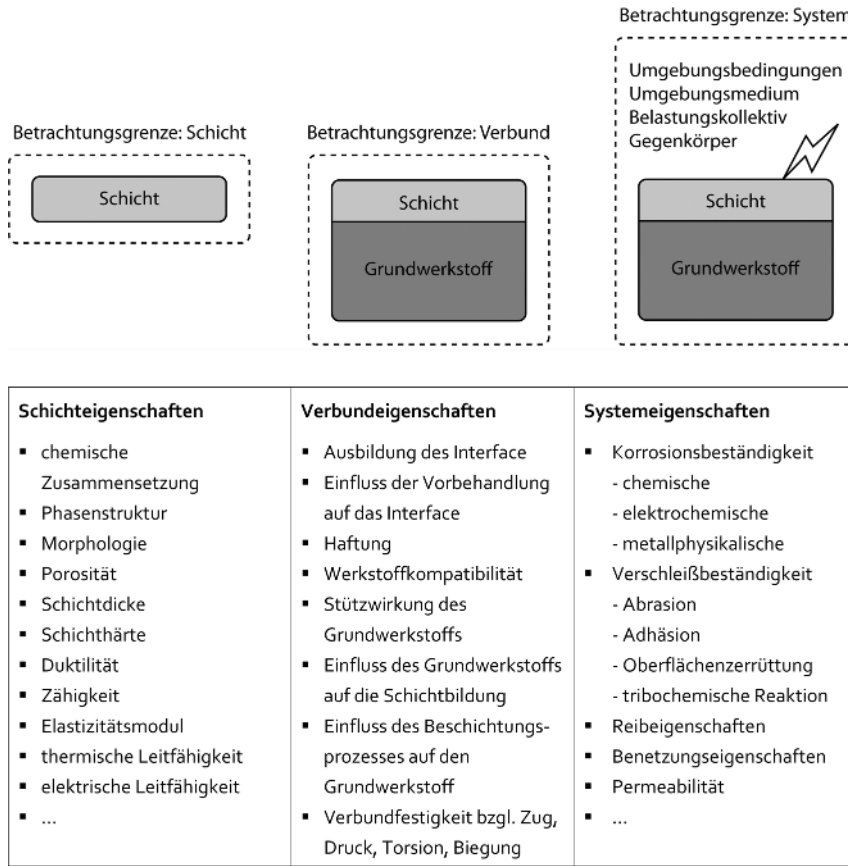 Betrachtungsgrenze: System
Umgebungsbedingungen
Umgebungsmedium
Belastungskollektiv
Gegenkörper
Betrachtungsgrenze: Schicht
Betrachtungsgrenze: Verbund
Schicht
Schicht
Grundwerkstoff
Schicht
Grundwerkstoff
Schichteigenschaften
▪ chemische
Zusammensetzung
▪ Phasenstruktur
▪ Morphologie
▪ Porosität
▪ Schichtdicke
▪ Schichthärte
▪ Duktilität
▪ Zähigkeit
▪ Elastizitätsmodul
▪ thermische Leitfähigkeit
▪ elektrische Leitfähigkeit
▪ ...
Verbundeigenschaften
▪ Ausbildung des Interface
▪ Einfluss der Vorbehandlung
auf das Interface
▪ Haftung
▪ Werkstoffkompatibilität
▪ Stützwirkung des
Grundwerkstoffs
▪ Einfluss des Grundwerkstoffs
auf die Schichtbildung
▪ Einfluss des Beschichtungs-
prozesses auf den
Grundwerkstoff
▪ Verbundfestigkeit bzgl. Zug,
Druck, Torsion, Biegung
Systemeigenschaften
▪ Korrosionsbeständigkeit
- chemische
- elektrochemische
- metallphysikalische
▪ Verschleißbeständigkeit
- Abrasion
- Adhäsion
- Oberflächenzerrüttung
- tribochemische Reaktion
▪ Reibeigenschaften
▪ Benetzungseigenschaften
▪ Permeabilität
▪ ...